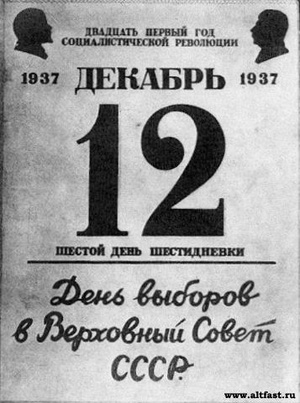 ДВАДЦАТЬ ПЕРВЫЙ ГОД
СОЦИАЛИСТИЧЕСКОЙ РЕВОЛЮЦИИ
1937 ДЕКАБРЬ 1937
12
ШЕСТОЙ ДЕНЬ ШЕСТИДНЕВКИ
День выборов
в Верховный Совет
СССР.
www.altfast.ru